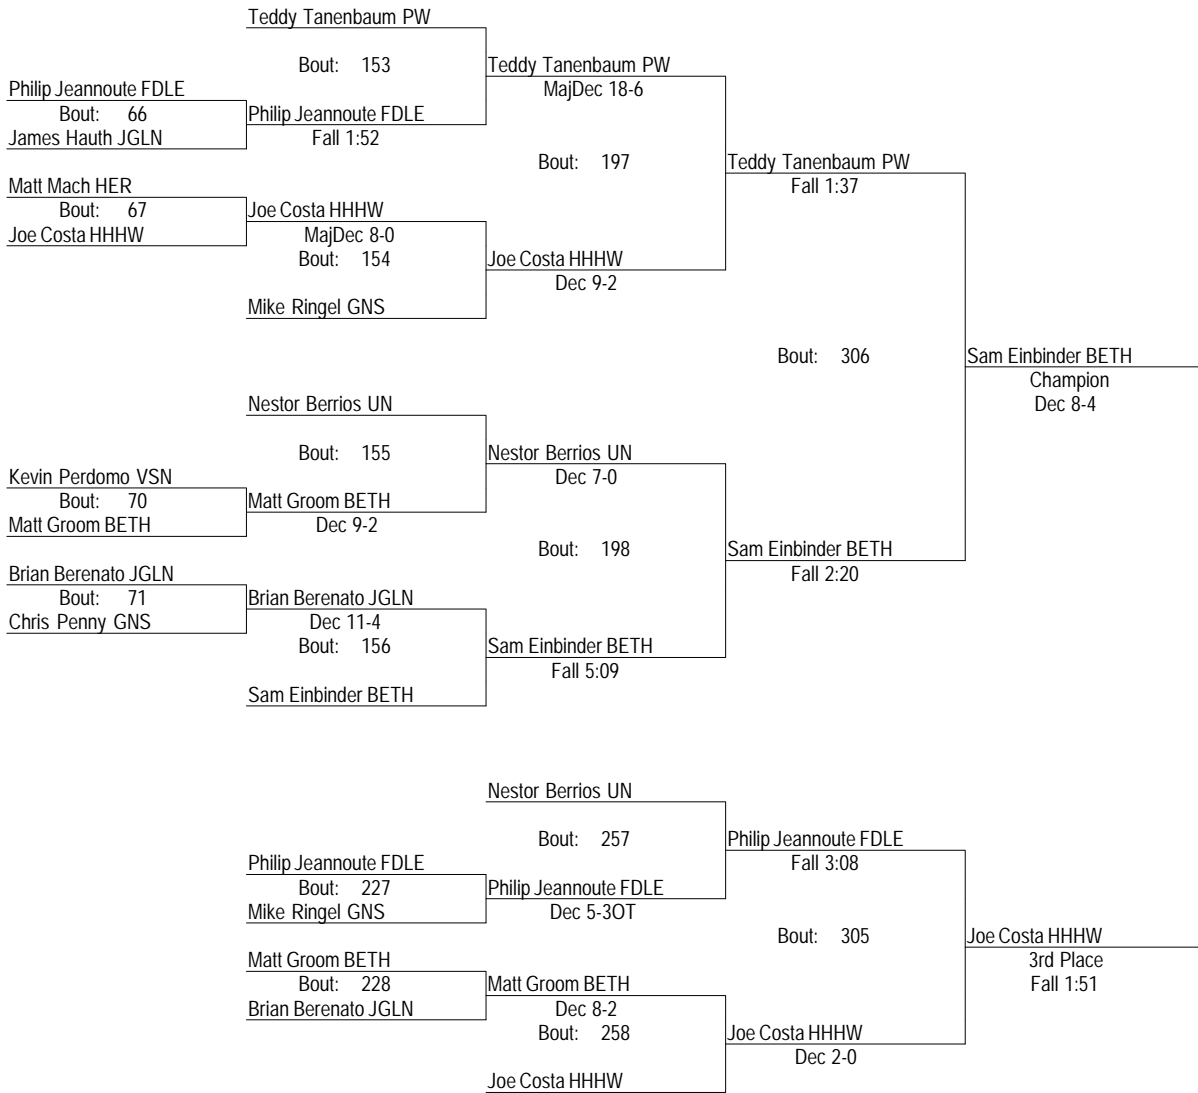 Teddy Tanenbaum PW
Bout: 153
Teddy Tanenbaum PW
MajDec 18-6
Philip Jeannoute FDLE
Bout: 66
James Hauth JGLN
Philip Jeannoute FDLE
Fall 1:52
Bout: 197
Teddy Tanenbaum PW
Fall 1:37
Matt Mach HER
Bout: 67
Joe Costa HHHW
Joe Costa HHHW
MajDec 8-0
Bout: 154
Joe Costa HHHW
Dec 9-2
Mike Ringel GNS
Bout: 306
Sam Einbinder BETH
Champion
Dec 8-4
Nestor Berrios UN
Bout: 155
Nestor Berrios UN
Dec 7-0
Kevin Perdomo VSN
Bout: 70
Matt Groom BETH
Matt Groom BETH
Dec 9-2
Bout: 198
Sam Einbinder BETH
Fall 2:20
Brian Berenato JGLN
Bout: 71
Chris Penny GNS
Brian Berenato JGLN
Dec 11-4
Bout: 156
Sam Einbinder BETH
Fall 5:09
Sam Einbinder BETH
Nestor Berrios UN
Bout: 257
Philip Jeannoute FDLE
Fall 3:08
Philip Jeannoute FDLE
Bout: 227
Mike Ringel GNS
Philip Jeannoute FDLE
Dec 5-3OT
Bout: 305
Joe Costa HHHW
3rd Place
Fall 1:51
Matt Groom BETH
Bout: 228
Brian Berenato JGLN
Matt Groom BETH
Dec 8-2
Bout: 258
Joe Costa HHHW
Dec 2-0
Joe Costa HHHW